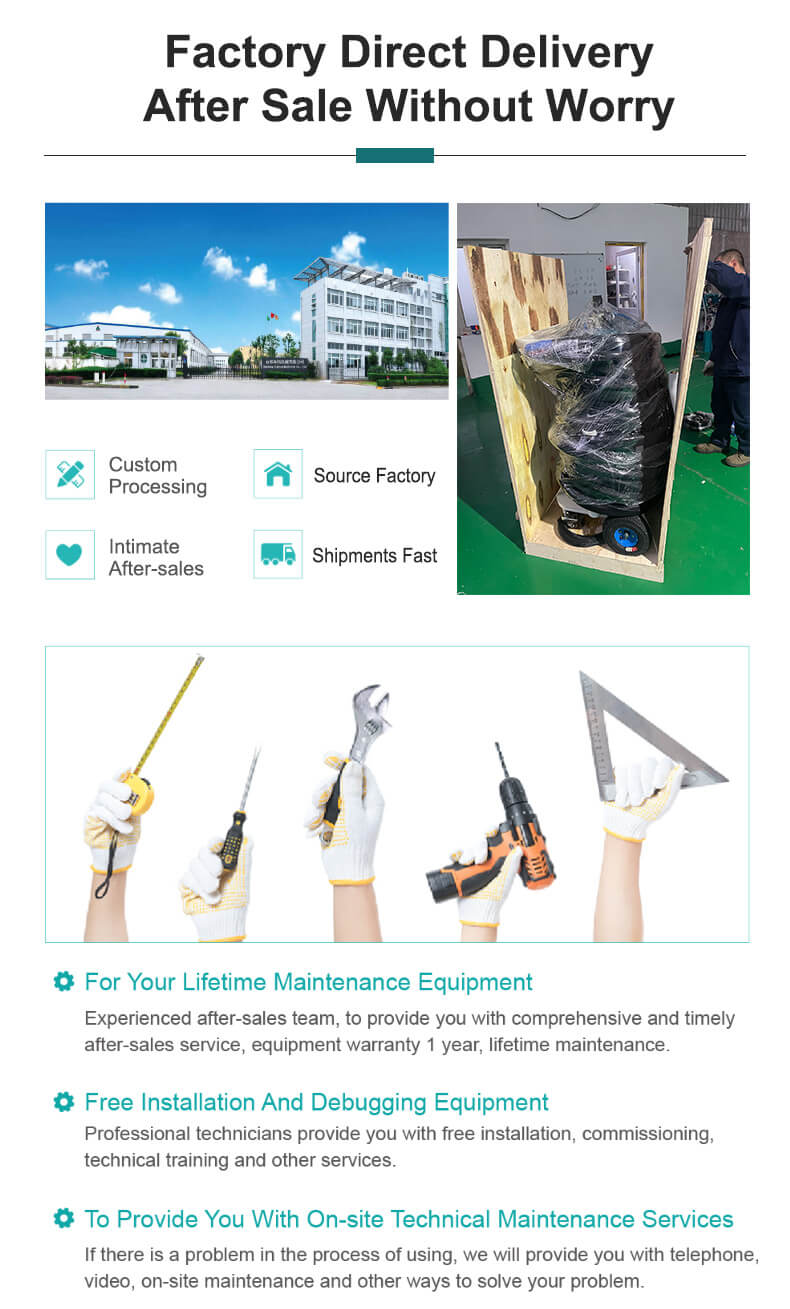 Factory Direct Delivery
After Sale Without Worry
Custom
Processing
Source Factory
Intimate
After-sales
Shipments Fast
For Your Lifetime Maintenance Equipment
Experienced after-sales team, to provide you with comprehensive and timely
after-sales service, equipment warranty 1 year, lifetime maintenance.
Free Installation And Debugging Equipment
Professional technicians provide you with free installation, commissioning,
technical training and other services.
To Provide You With On-site Technical Maintenance Services
If there is a problem in the process of using, we will provide you with telephone,
video, on-site maintenance and other ways to solve your problem.